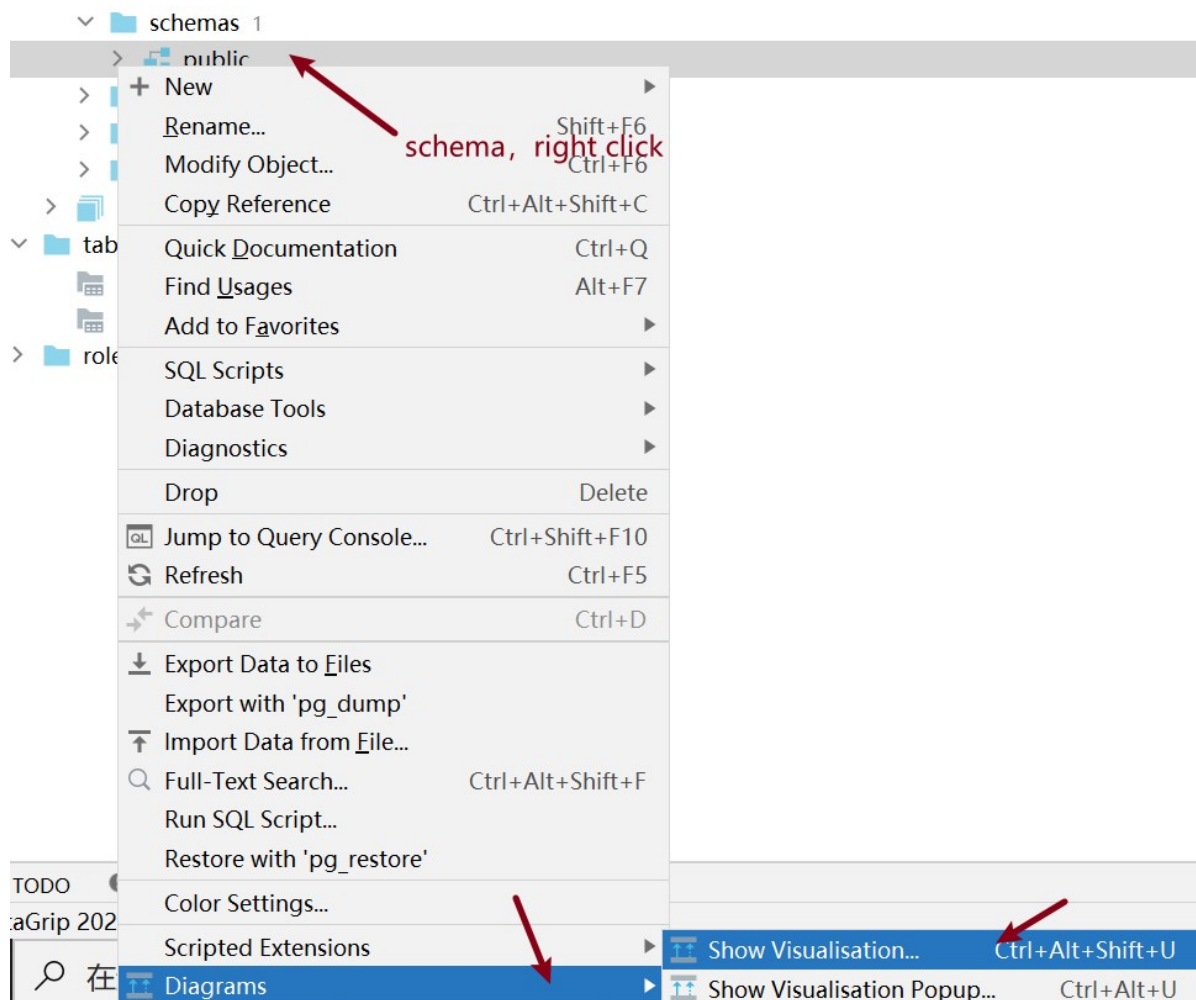 schemas 1
public
New
Rename... Shift+F6
schema, right click
Modify Object... Ctrl+F6
Copy Reference Ctrl+Alt+Shift+C
tab
Quick Documentation Ctrl+Q
Find Usages Alt+F7
Add to Favorites
role
SQL Scripts
Database Tools
Diagnostics
Drop Delete
QL Jump to Query Console... Ctrl+Shift+F10
Refresh Ctrl+F5
Compare Ctrl+D
Export Data to Files
Export with 'pg_dump'
Import Data from File...
Full-Text Search... Ctrl+Alt+Shift+F
Run SQL Script...
Restore with 'pg_restore'
TODO
Color Settings...
taGrip 202
Scripted Extensions
Show Visualisation... Ctrl+Alt+Shift+U
在
Diagrams
Show Visualisation Popup... Ctrl+Alt+U